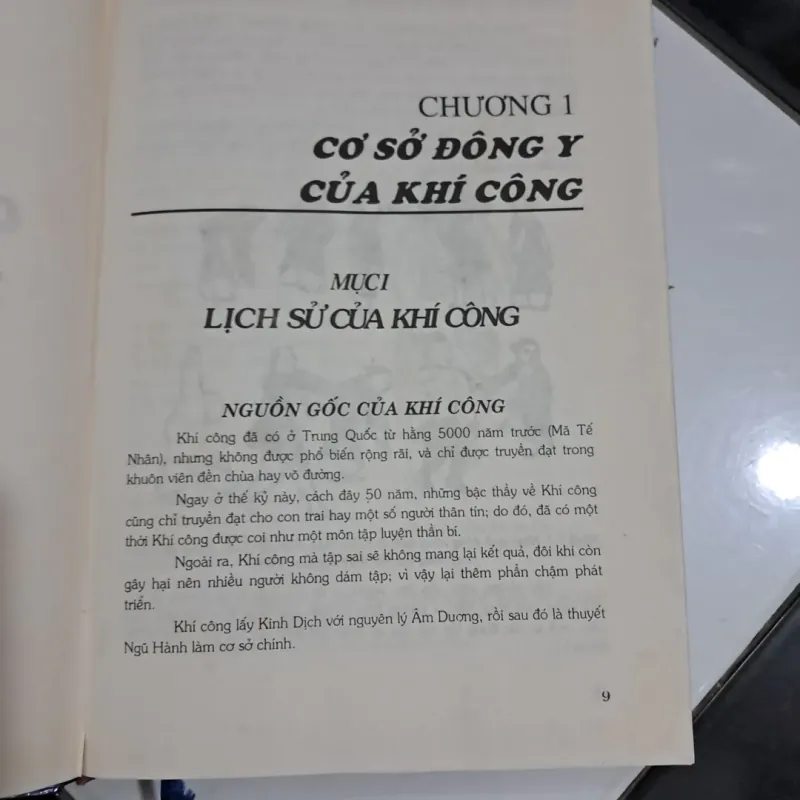 CHƯƠNG 1
CƠ SỞ ĐÔNG Y
CỦA KHÍ CÔNG
MỤC I
LỊCH SỬ CỦA KHÍ CÔNG
NGUỒN GỐC CỦA KHÍ CÔNG
Khí công đã có ở Trung Quốc từ hằng 5000 năm trước (Mã Tế
Nhân), nhưng không được phổ biến rộng rãi, và chỉ được truyền đạt trong
khuôn viên đền chùa hay võ đường.
Ngay ở thế kỷ này, cách đây 50 năm, những bậc thầy về Khí công
cũng chỉ truyền đạt cho con trai hay một số người thân tín; do đó, đã có một
thời Khí công được coi như một môn tập luyện thần bí.
Ngoài ra, Khí công mà tập sai sẽ không mang lại kết quả, đôi khi còn
gây hại nên nhiều người không dám tập; vì vậy lại thêm phần chậm phát
triển.
Khí công lấy Kinh Dịch với nguyên lý Âm Dương, rồi sau đó là thuyết
Ngũ Hành làm cơ sở chính.
9